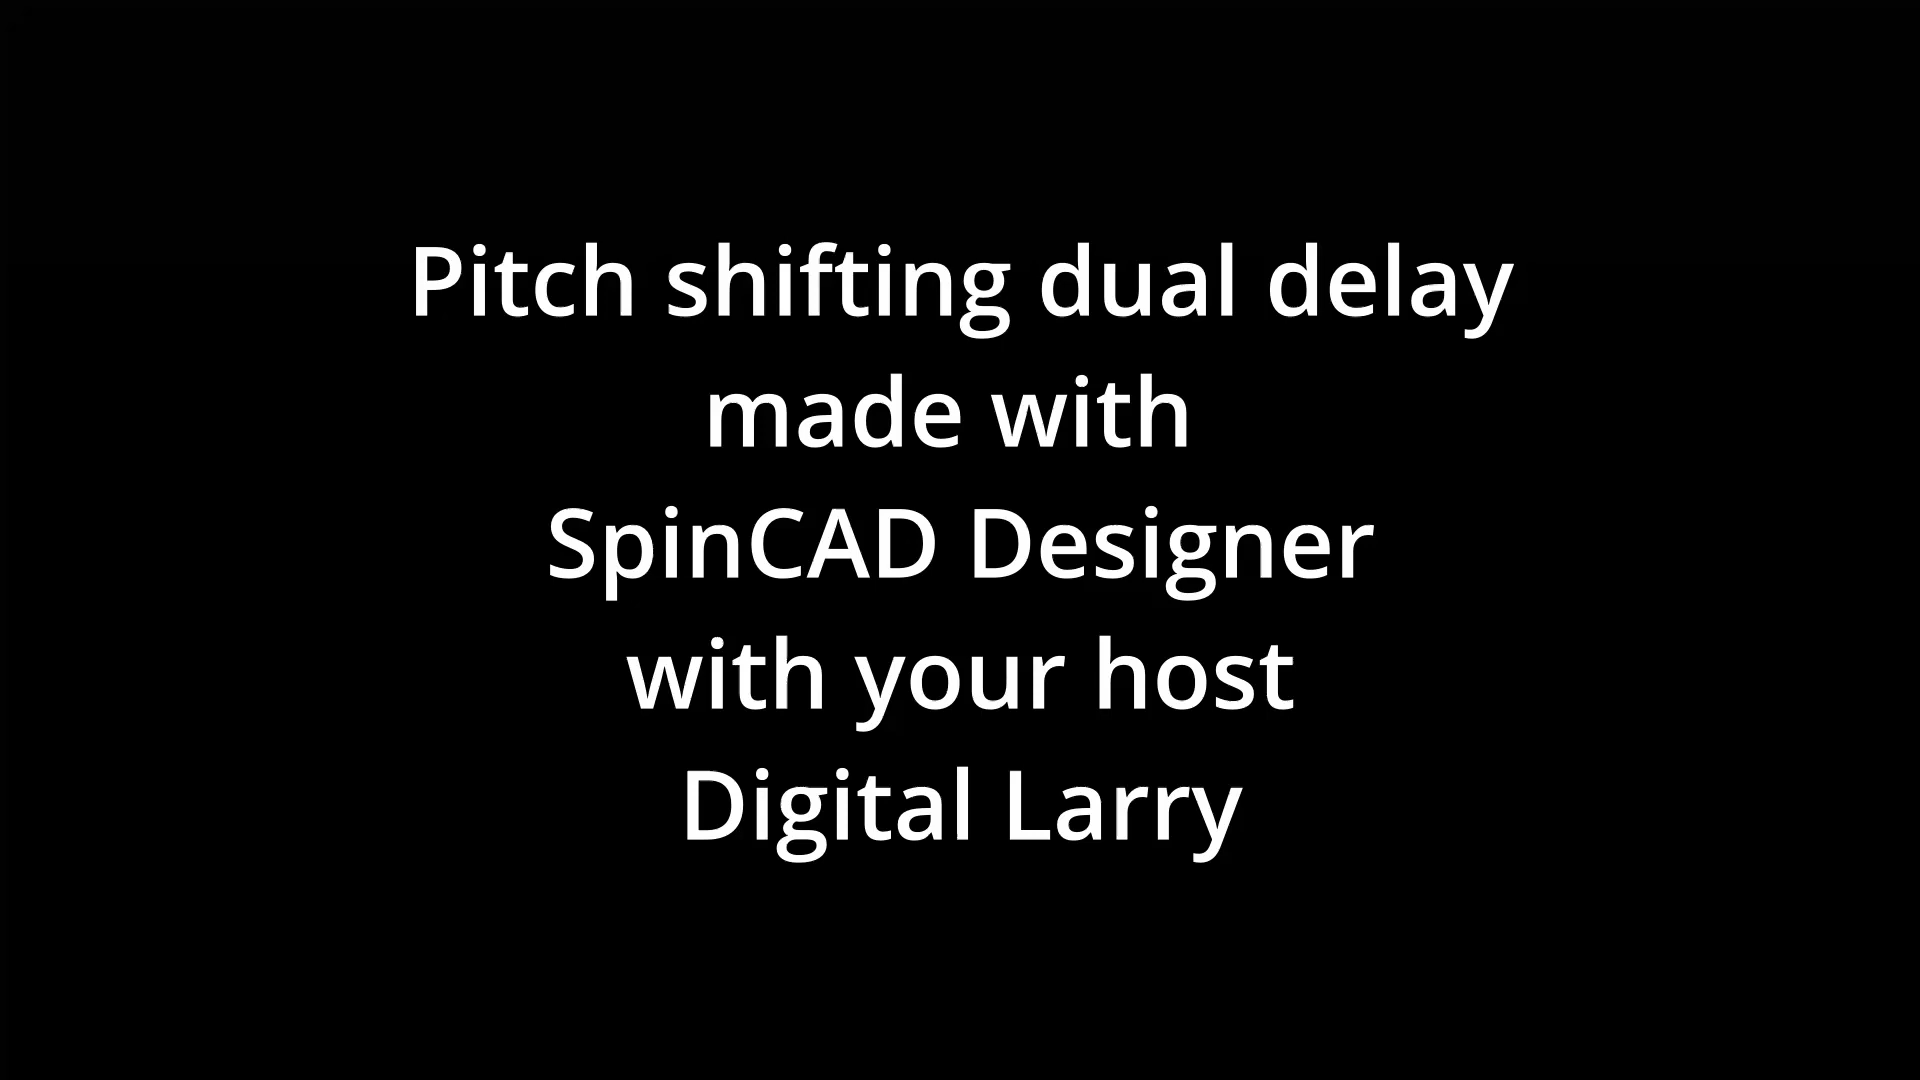 Pitch shifting dual delay
made with
SpinCAD Designer
with your host
Digital Larry